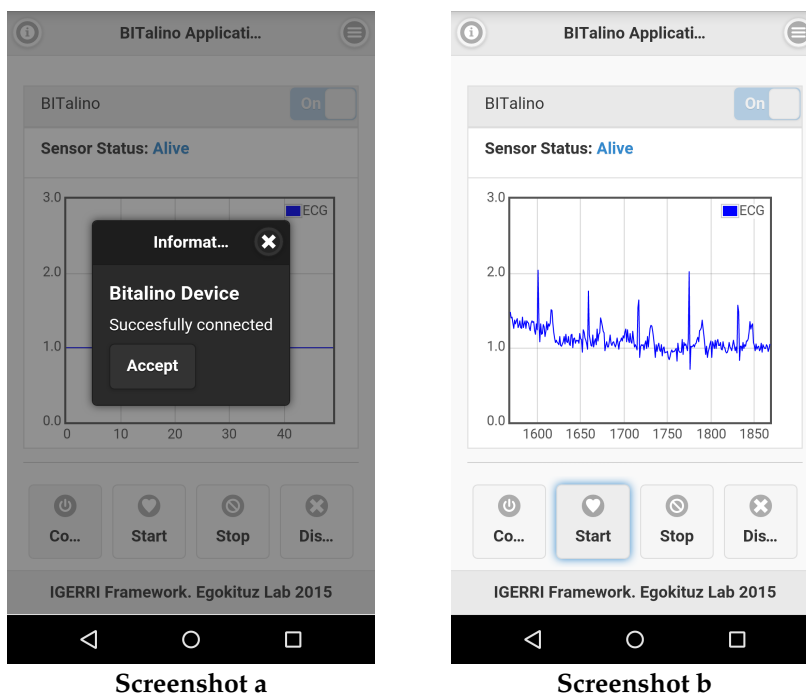 BITalino Applicati...
BITalino
On
Sensor Status: Alive
3.0
ECG
2.0
1.0
0.0
0 10 20 30 40
Informat...
Bitalino Device
Succesfully connected
Accept
Co... Start Stop Dis...
IGERRI Framework. Egokituz Lab 2015
Screenshot a
BITalino Applicati...
BITalino
On
Sensor Status: Alive
3.0
ECG
2.0
1.0
0.0
1600 1650 1700 1750 1800 1850
Co... Start Stop Dis...
IGERRI Framework. Egokituz Lab 2015
Screenshot b